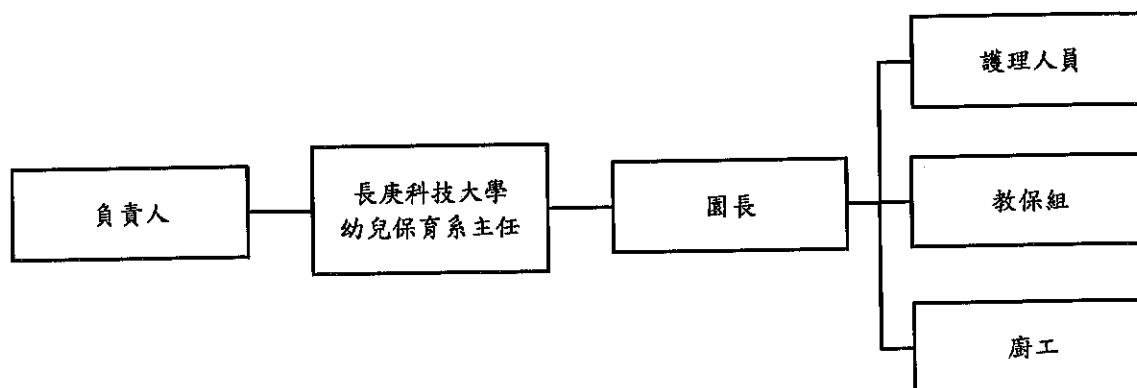 護理人員
負責人
長庚科技大學
幼兒保育系主任
園長
教保組
廚工